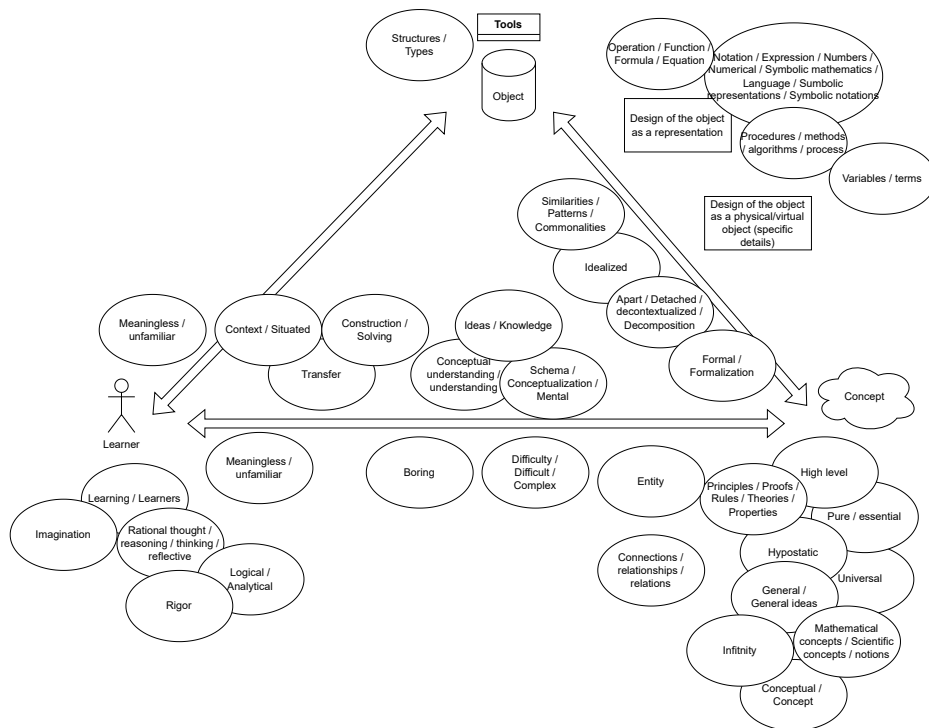 Structures /
Types
Tools
Object
Operation / Function /
Formula / Equation
Notation / Expression / Numbers /
Numerical / Symbolic mathematics /
Language / Sumbolic
representations / Symbolic notations
Design of the object
as a representation
Procedures / methods
/ algorithms / process
Variables / terms
Similarities /
Patterns /
Commonalities
Design of the object
as a physical/virtual
object (specific
details)
Idealized
Apart / Detached /
decontextualized /
Decomposition
Meaningless /
unfamiliar
Context / Situated
Construction /
Solving
Ideas / Knowledge
Transfer
Conceptual
understanding /
understanding
Schema /
Conceptualization /
Mental
Formal /
Formalization
Concept
Learner
Meaningless /
unfamiliar
Boring
Difficulty /
Difficult /
Complex
Entity
High level
Principles / Proofs /
Rules / Theories /
Properties
Pure / essential
Learning / Learners
Imagination
Rational thought /
reasoning / thinking /
reflective
Logical /
Analytical
Rigor
Connections /
relationships /
relations
Hypostatic
Universal
General /
General ideas
Mathematical
concepts / Scientific
concepts / notions
Infitnity
Conceptual /
Concept